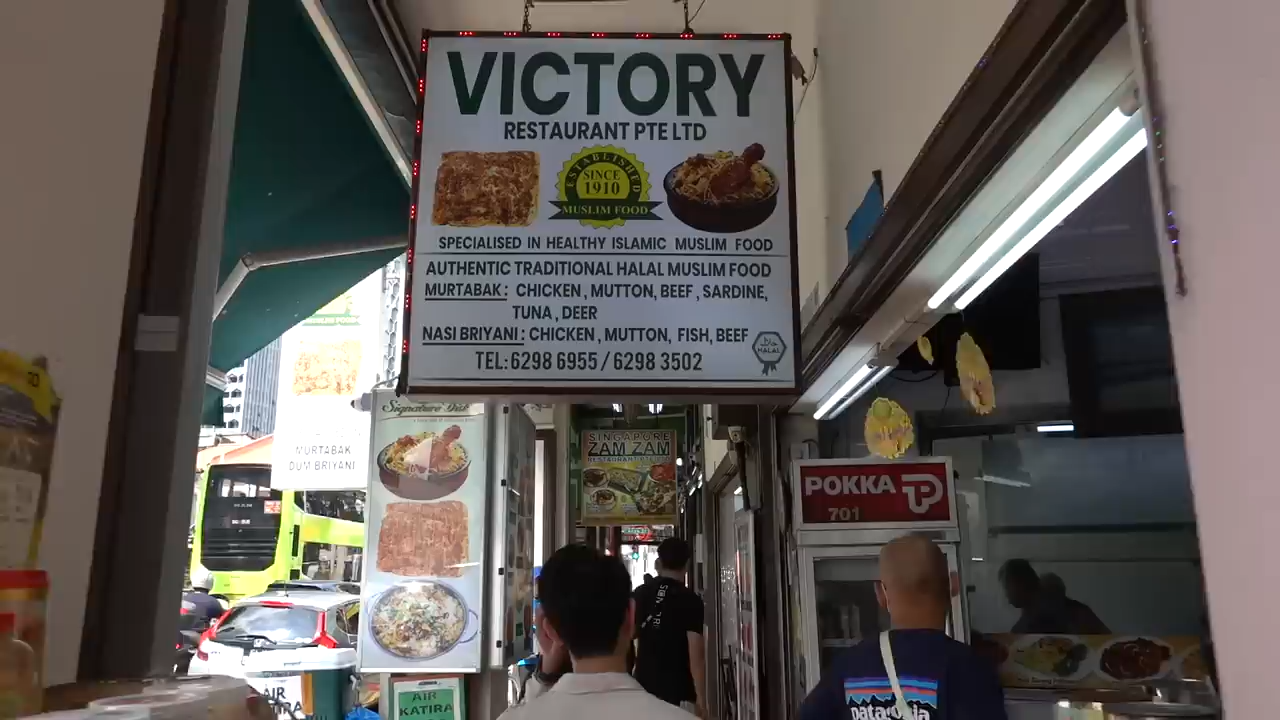 VICTORY
RESTAURANT PTE LTD
ESTABLISHED
SINCE
1910
MUSLIM FOOD
SPECIALISED IN HEALTHY ISLAMIC MUSLIM FOOD
AUTHENTIC TRADITIONAL HALAL MUSLIM FOOD
MURTABAK : CHICKEN, MUTTON, BEEF, SARDINE,
TUNA, DEER
NASI BRIYANI : CHICKEN, MUTTON, FISH, BEEF
HALAL
TEL: 6298 6955 / 6298 3502
Signature Dish
MURTABAK
DUM BRIYANI
SINGAPORE
ZAM ZAM
RESTAURANT
POKKA
701
AIR
KATIRA
AIR
patagonia